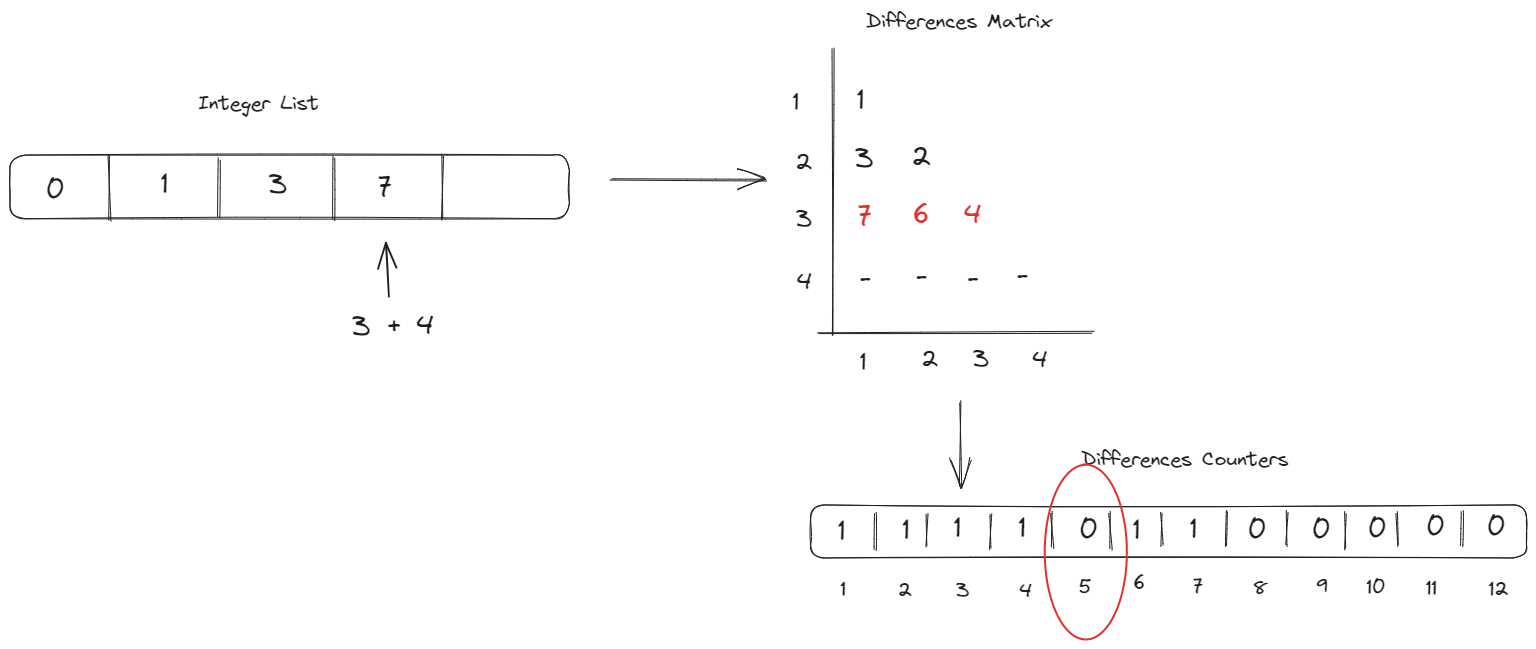 Differences Matrix
Integer List
0 1 3 7
3 + 4
1 1
2 3 2
3 7 6 4
4 - - - -
1 2 3 4
Differences Counters
1 1 1 1 0 1 1 0 0 0 0 0
1 2 3 4 5 6 7 8 9 10 11 12